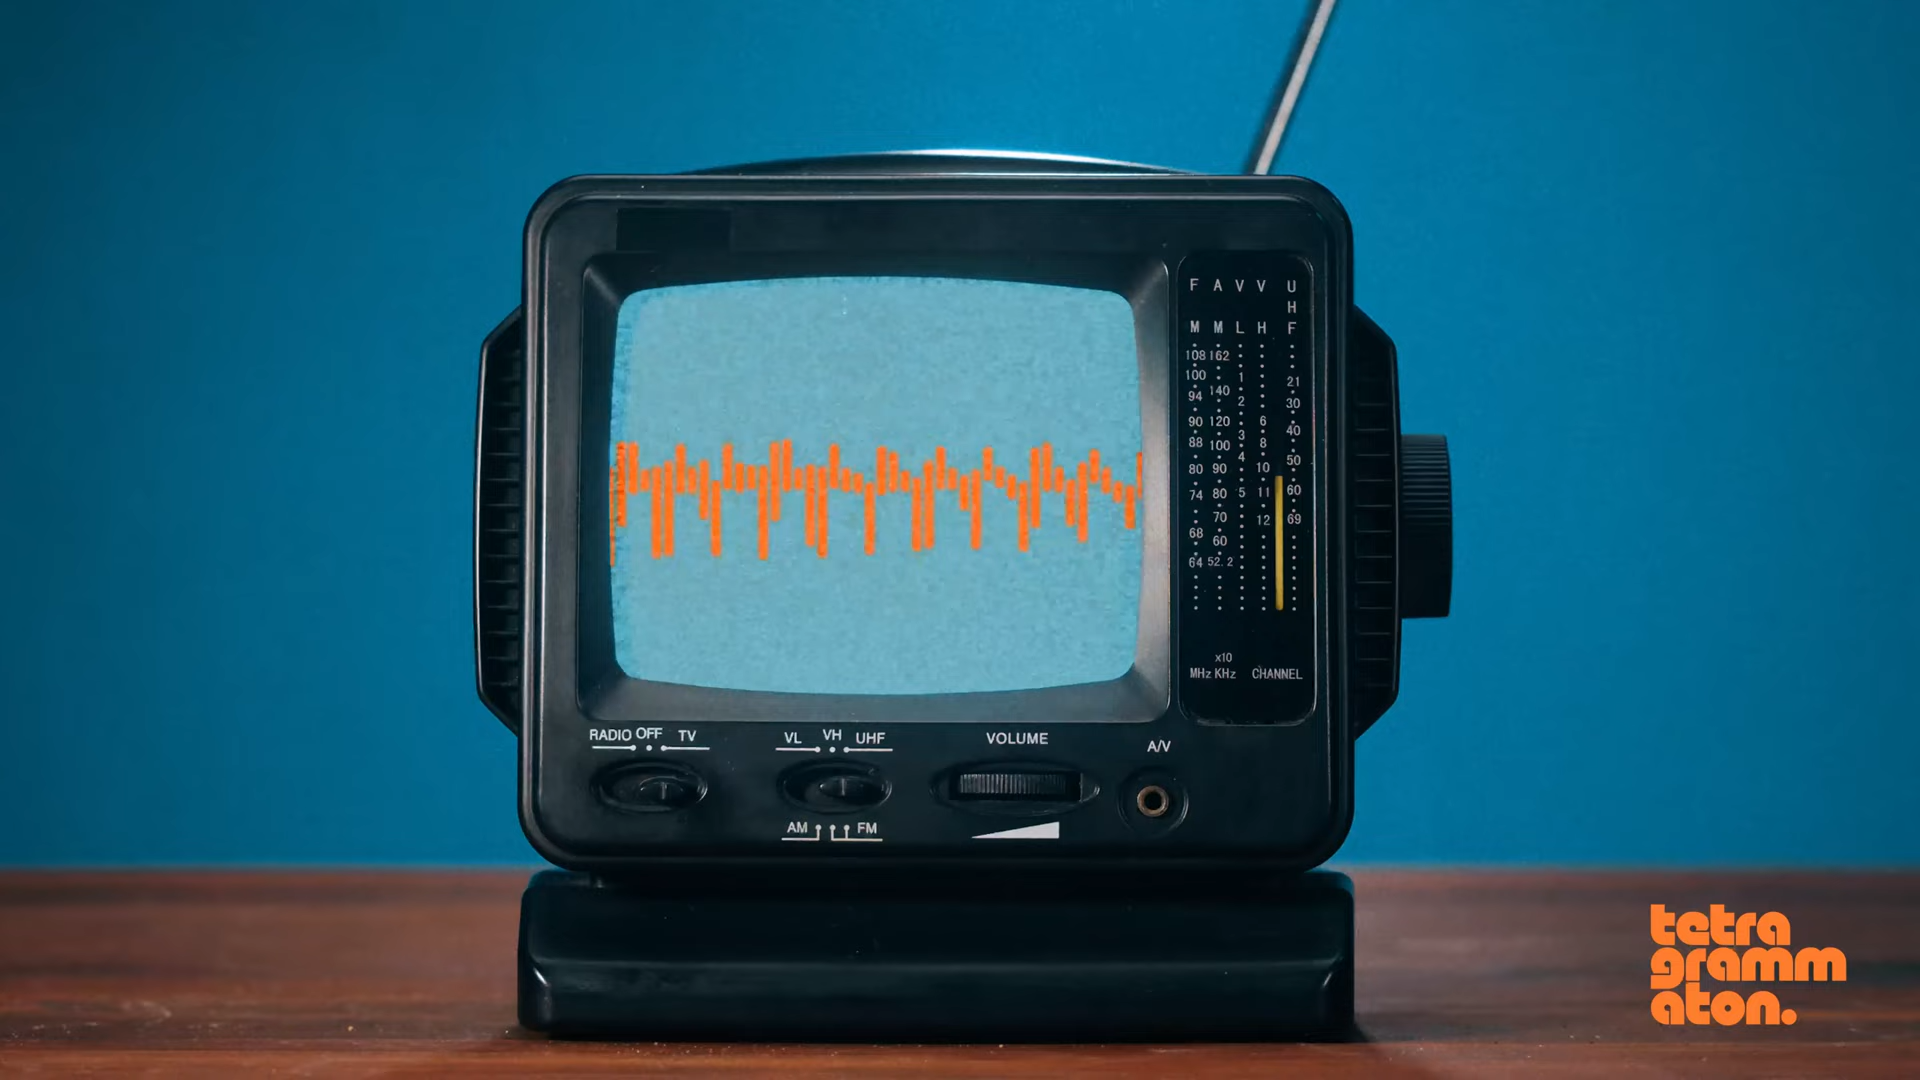 F A V V U
H
M M L H F
108 162
100
1
21
94 140
2
30
90 120
6
40
3
88 100
8
4
50
80 90
10
74 80 5 11 60
70
12 69
68
60
64 52.2
x10
MHz KHz CHANNEL
RADIO OFF TV
VL VH UHF
VOLUME
A/V
AM FM
tetra
gramm
aton.